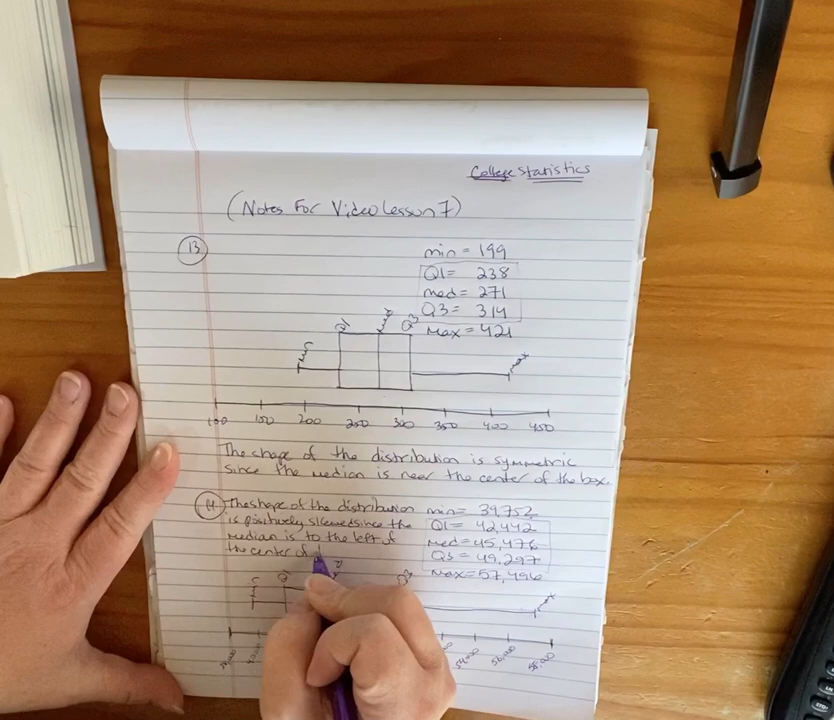 College Statistics
(Notes For Video Lesson 7)
13
min = 199
Q1 = 238
med = 271
Q3 = 314
Max = 421
min Q1 med Q3 max
100 150 200 250 300 350 400 450
The shape of the distribution is symmetric
since the median is near the center of the box.
14 The shape of the distribution
is positively skewed since the
median is to the left of
the center of
min = 39,752
Q1 = 42,442
med = 45,476
Q3 = 49,297
Max = 57,496
Q1 Q3 max
54,000 56,000 58,000